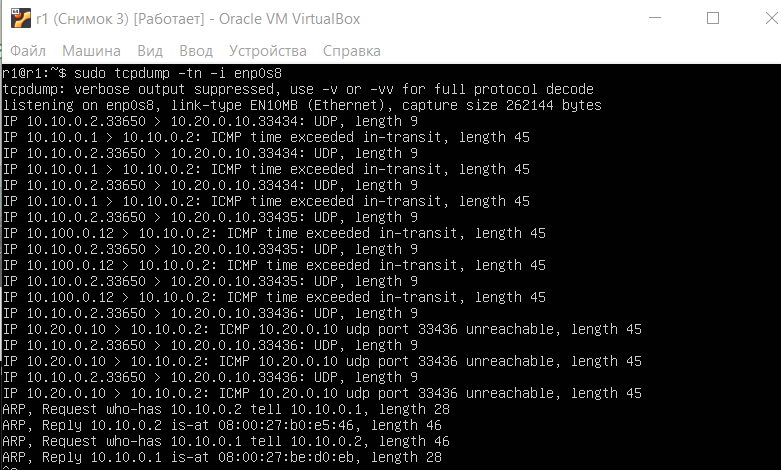 r1 (Снимок 3) [Работает] - Oracle VM VirtualBox
Файл Машина Вид Ввод Устройства Справка
r1@r1:~$ sudo tcpdump -tn -i enp0s8
tcpdump: verbose output suppressed, use -v or -vv for full protocol decode
listening on enp0s8, link-type EN10MB (Ethernet), capture size 262144 bytes
IP 10.10.0.2.33650 > 10.20.0.10.33434: UDP, length 9
IP 10.10.0.1 > 10.10.0.2: ICMP time exceeded in-transit, length 45
IP 10.10.0.2.33650 > 10.20.0.10.33434: UDP, length 9
IP 10.10.0.1 > 10.10.0.2: ICMP time exceeded in-transit, length 45
IP 10.10.0.2.33650 > 10.20.0.10.33434: UDP, length 9
IP 10.10.0.1 > 10.10.0.2: ICMP time exceeded in-transit, length 45
IP 10.10.0.2.33650 > 10.20.0.10.33435: UDP, length 9
IP 10.100.0.12 > 10.10.0.2: ICMP time exceeded in-transit, length 45
IP 10.10.0.2.33650 > 10.20.0.10.33435: UDP, length 9
IP 10.100.0.12 > 10.10.0.2: ICMP time exceeded in-transit, length 45
IP 10.10.0.2.33650 > 10.20.0.10.33435: UDP, length 9
IP 10.100.0.12 > 10.10.0.2: ICMP time exceeded in-transit, length 45
IP 10.10.0.2.33650 > 10.20.0.10.33436: UDP, length 9
IP 10.20.0.10 > 10.10.0.2: ICMP 10.20.0.10 udp port 33436 unreachable, length 45
IP 10.10.0.2.33650 > 10.20.0.10.33436: UDP, length 9
IP 10.20.0.10 > 10.10.0.2: ICMP 10.20.0.10 udp port 33436 unreachable, length 45
IP 10.10.0.2.33650 > 10.20.0.10.33436: UDP, length 9
IP 10.20.0.10 > 10.10.0.2: ICMP 10.20.0.10 udp port 33436 unreachable, length 45
ARP, Request who-has 10.10.0.2 tell 10.10.0.1, length 28
ARP, Reply 10.10.0.2 is-at 08:00:27:b0:e5:46, length 46
ARP, Request who-has 10.10.0.1 tell 10.10.0.2, length 46
ARP, Reply 10.10.0.1 is-at 08:00:27:be:d0:eb, length 28